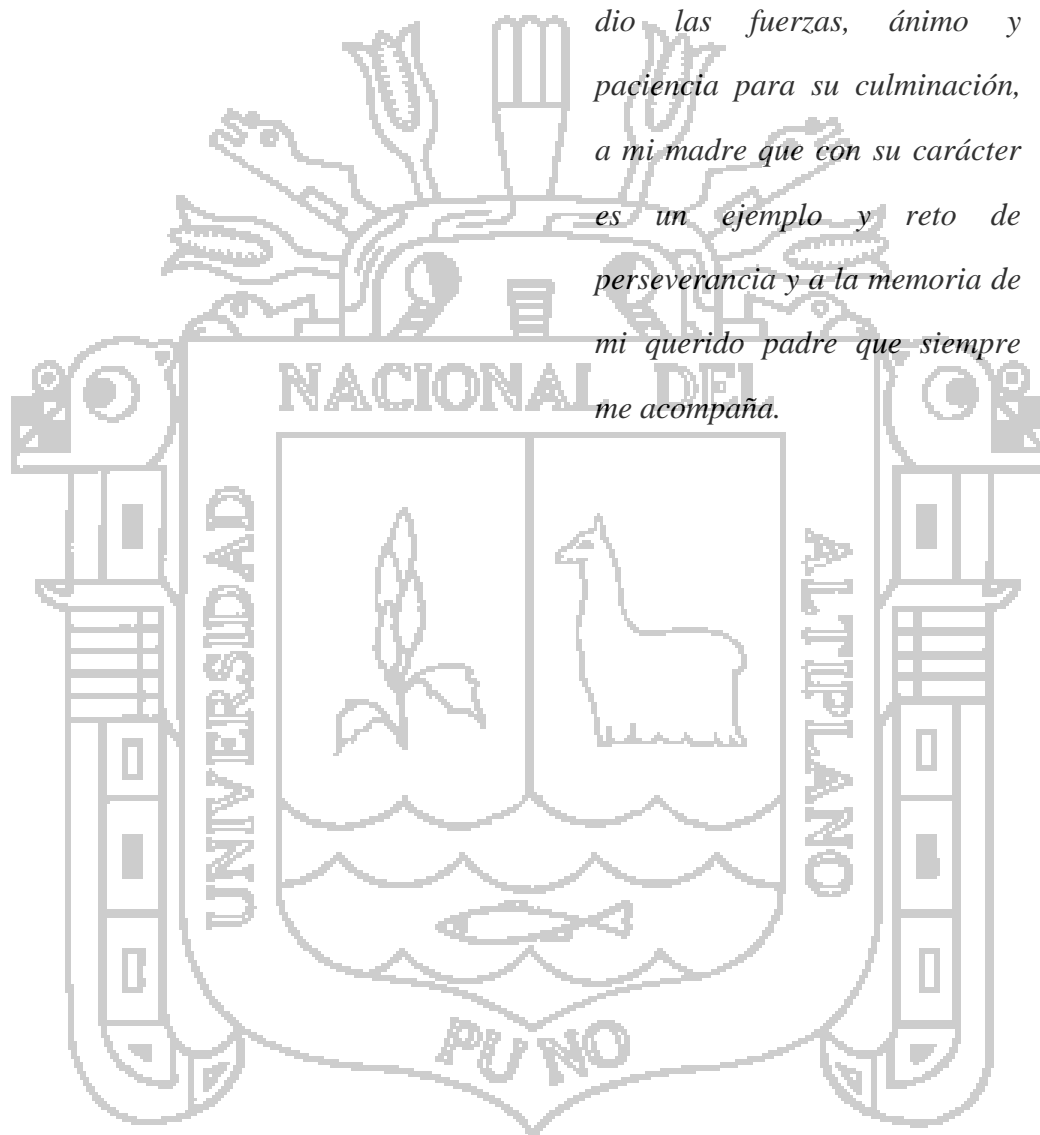 dio las fuerzas, ánimo y
paciencia para su culminación,
a mi madre que con su carácter
es un ejemplo y reto de
perseverancia y a la memoria de
mi querido padre que siempre
me acompaña.
NACIONAL DEL
UNIVERSIDAD
ALTIPLANO
PUNO